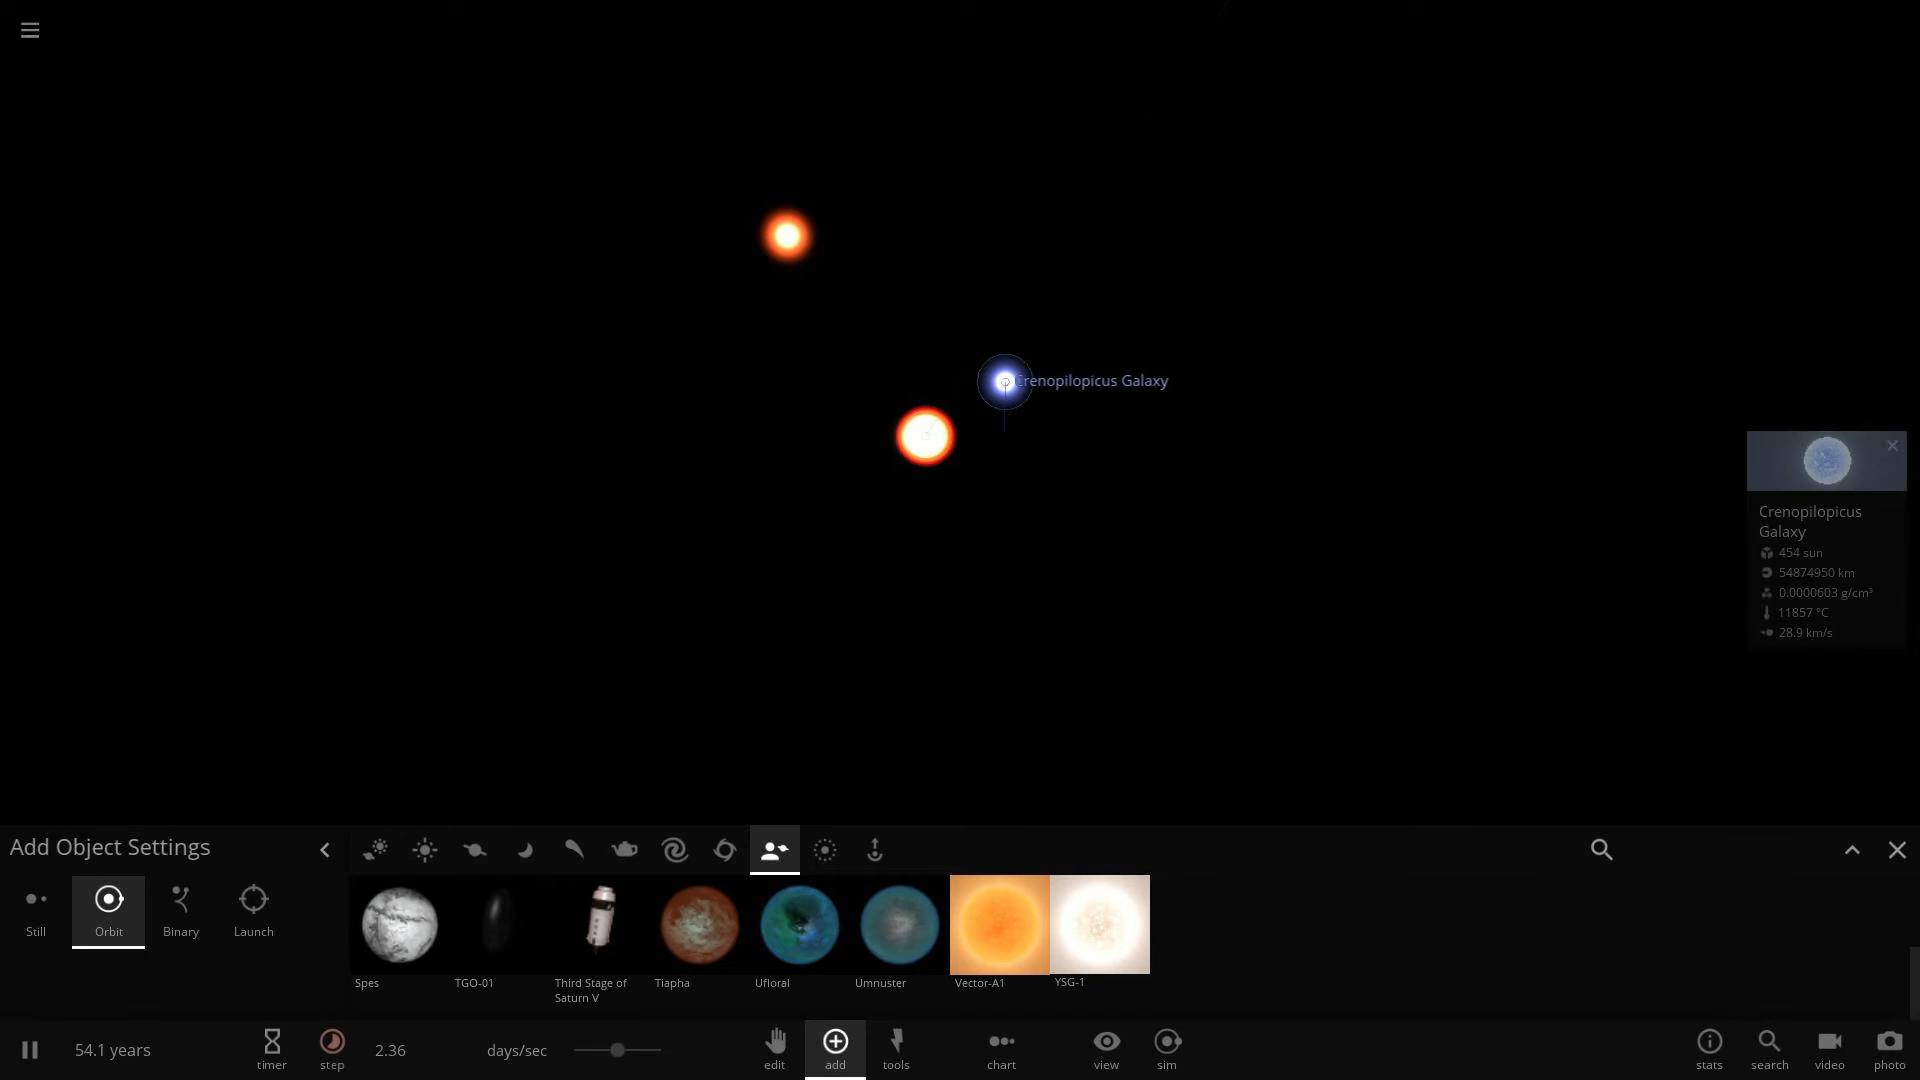 Crenopilopicus Galaxy
Crenopilopicus
Galaxy
454 sun
54874950 km
0.0000603 g/cm³
11857 °C
28.9 km/s
Add Object Settings
Still
Orbit
Binary
Launch
Spes
TGO-01
Third Stage of
Saturn V
Tiapha
Ufloral
Umnuster
Vector-A1
YSG-1
54.1 years
timer
step
2.36
days/sec
edit
add
tools
chart
view
sim
stats
search
video
photo